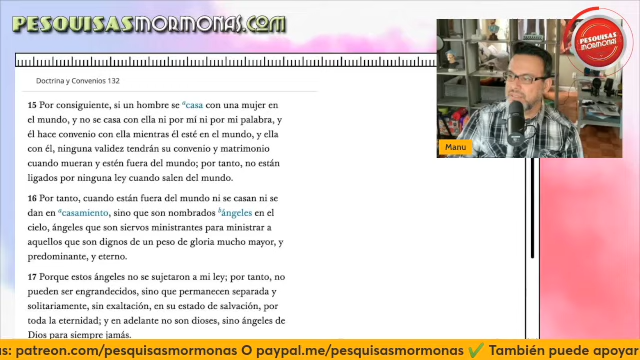 PESQUISASMORMONAS.COM
PESQUISAS
MORMONAS
Manu
Doctrina y Convenios 132
15 Por consiguiente, si un hombre se a casa con una mujer en
el mundo, y no se casa con ella ni por mí ni por mi palabra, y
él hace convenio con ella mientras él esté en el mundo, y ella
con él, ninguna validez tendrán su convenio y matrimonio
cuando mueran y estén fuera del mundo; por tanto, no están
ligados por ninguna ley cuando salen del mundo.
16 Por tanto, cuando están fuera del mundo ni se casan ni se
dan en a casamiento, sino que son nombrados b ángeles en el
cielo, ángeles que son siervos ministrantes para ministrar a
aquellos que son dignos de un peso de gloria mucho mayor, y
predominante, y eterno.
17 Porque estos ángeles no se sujetaron a mi ley; por tanto, no
pueden ser engrandecidos, sino que permanecen separada y
solitariamente, sin exaltación, en su estado de salvación, por
toda la eternidad; y en adelante no son dioses, sino ángeles de
Dios para siempre jamás.
as: patreon.com/pesquisasmormonas O paypal.me/pesquisasmormonas ✔ También puede apoyar